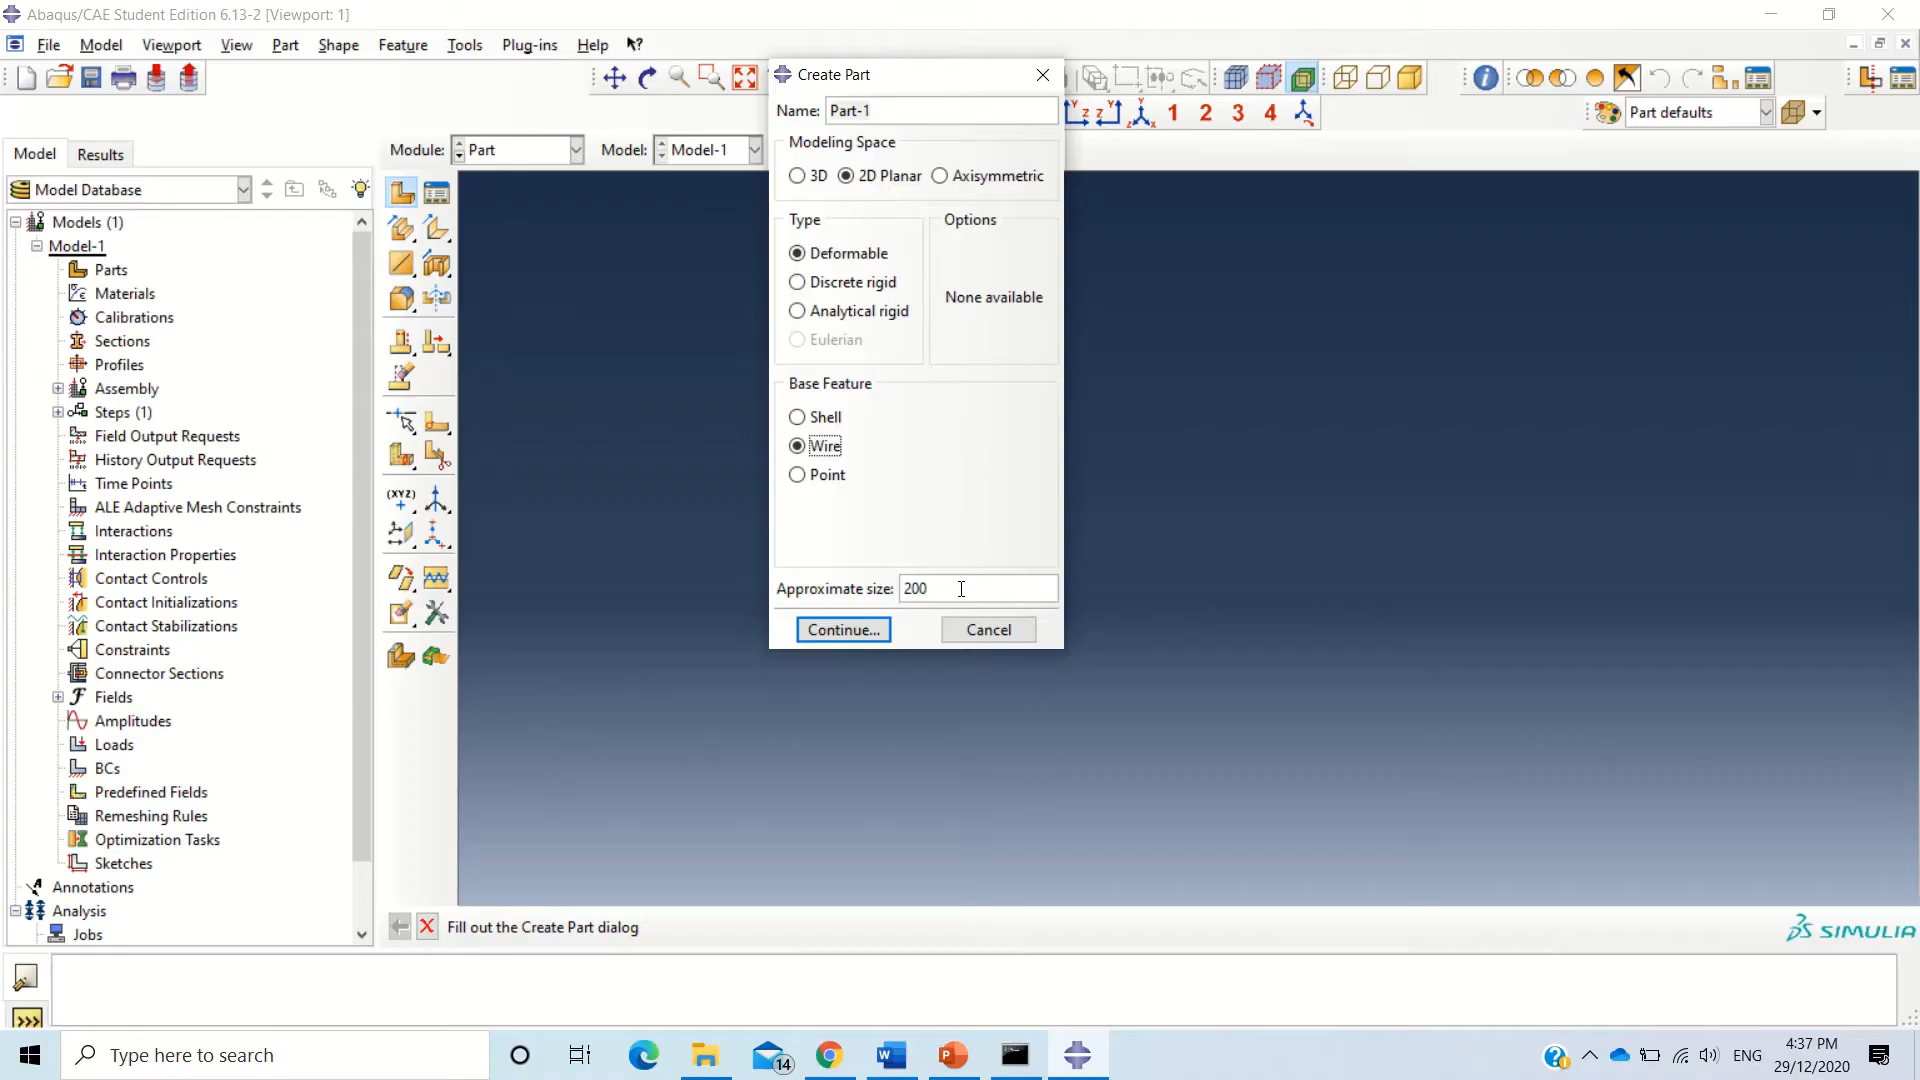 Abaqus/CAE Student Edition 6.13-2 [Viewport: 1]
File Model Viewport View Part Shape Feature Tools Plug-ins Help
Create Part
Name: Part-1
Modeling Space
3D 2D Planar Axisymmetric
Type
Deformable
Discrete rigid
Analytical rigid
Eulerian
Options
None available
Base Feature
Shell
Wire
Point
Approximate size: 200
Continue... Cancel
1 2 3 4
Part defaults
Module: Part Model: Model-1
Model Results
Model Database
Models (1)
Model-1
Parts
Materials
Calibrations
Sections
Profiles
Assembly
Steps (1)
Field Output Requests
History Output Requests
Time Points
ALE Adaptive Mesh Constraints
Interactions
Interaction Properties
Contact Controls
Contact Initializations
Contact Stabilizations
Constraints
Connector Sections
Fields
Amplitudes
Loads
BCs
Predefined Fields
Remeshing Rules
Optimization Tasks
Sketches
Annotations
Analysis
Jobs
(XYZ)
Fill out the Create Part dialog
SIMULIA
>>>
Type here to search
14
ENG
4:37 PM
29/12/2020